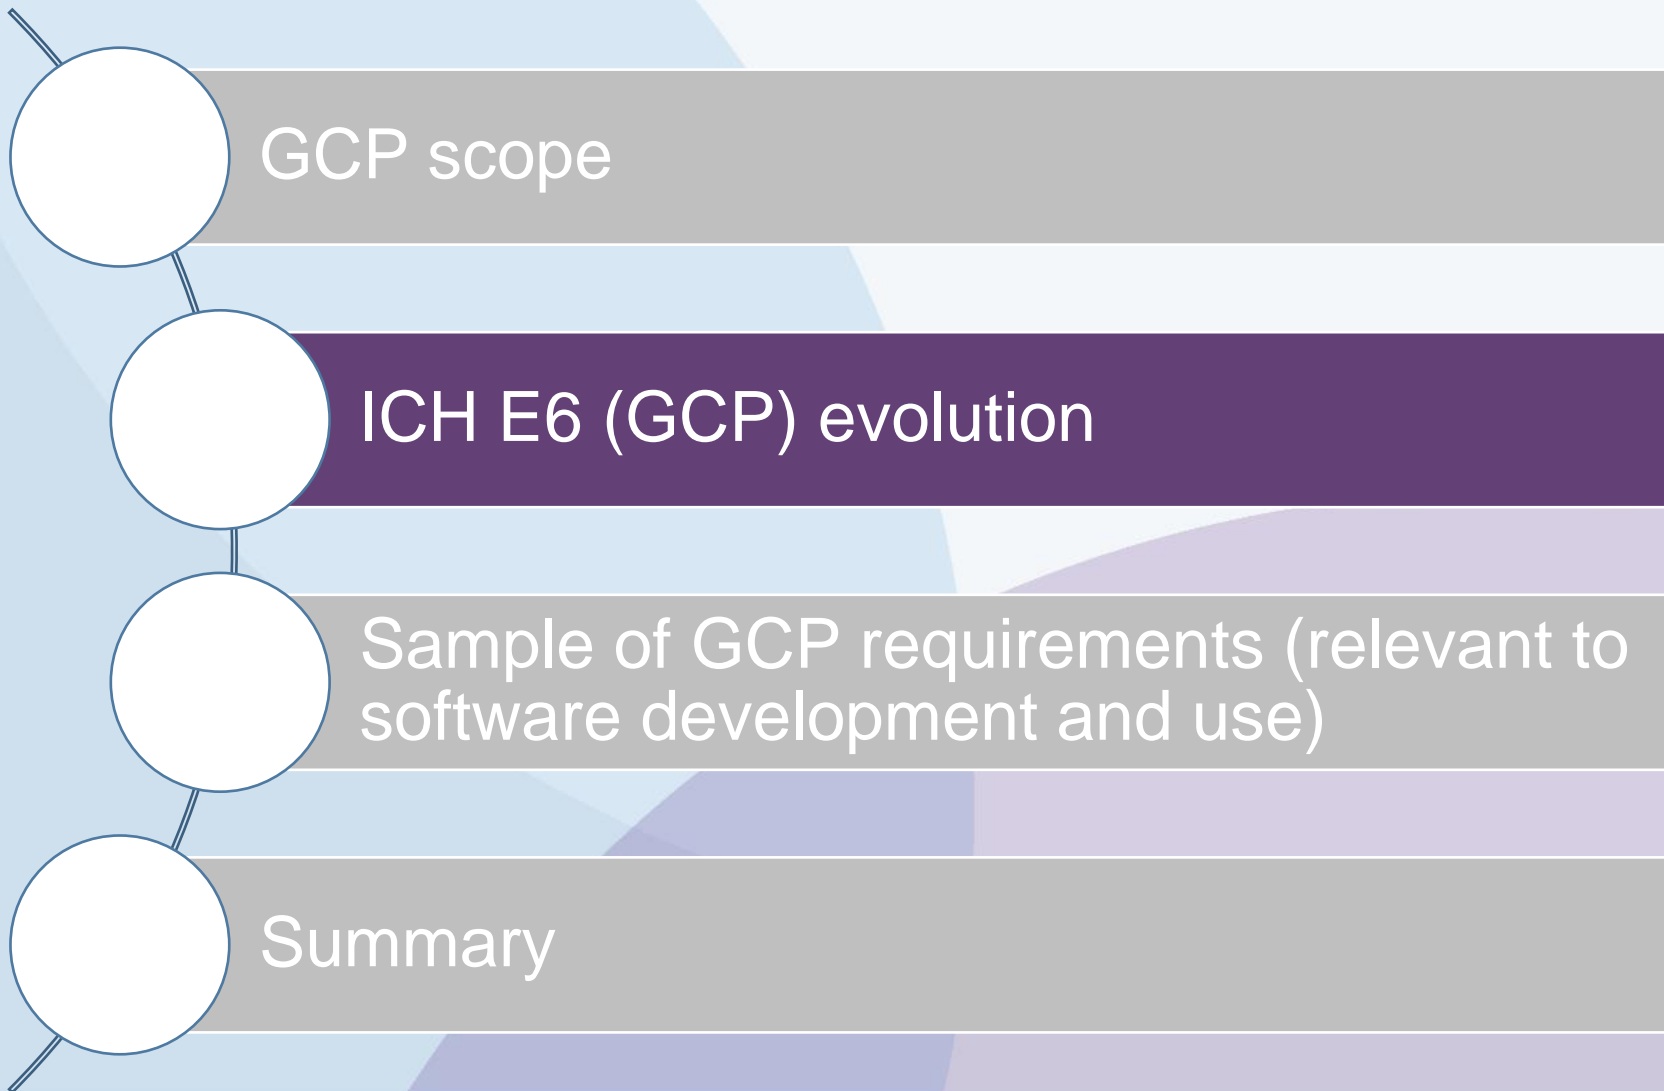 GCP scope
ICH E6 (GCP) evolution
Sample of GCP requirements (relevant to
software development and use)
Summary